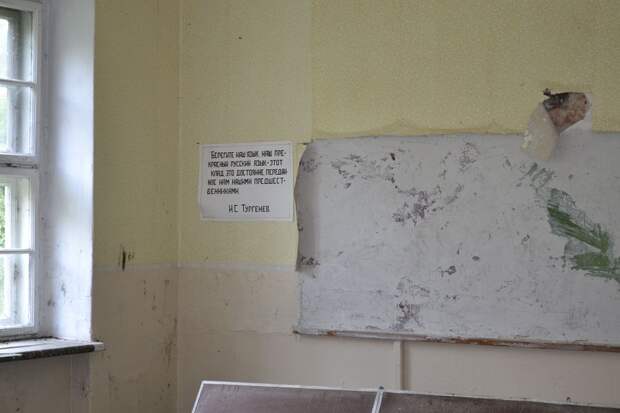 Берегите наш язык, наш пре-
красный русский язык-этот
клад, это достояние, передан
ное нам нашими предшест-
венниками.
И.С. Тургенев.